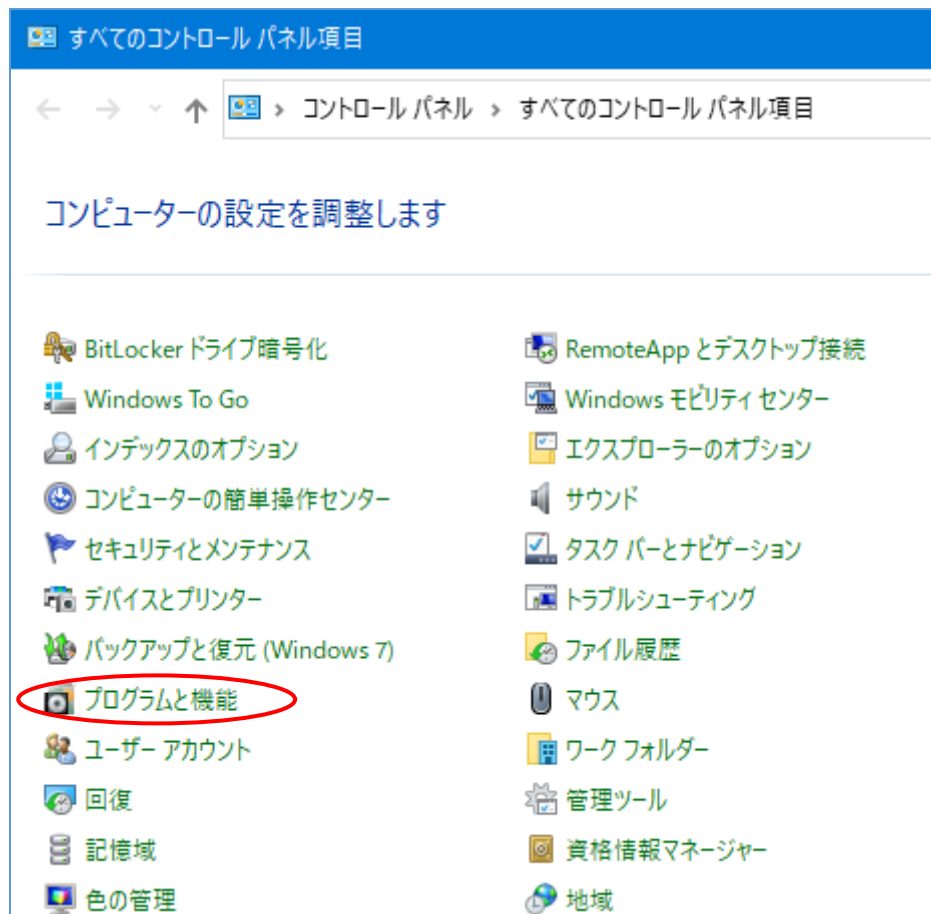 すべてのコントロール パネル項目
コントロール パネル › すべてのコントロール パネル項目
コンピューターの設定を調整します
BitLocker ドライブ暗号化
RemoteApp とデスクトップ接続
Windows To Go
Windows モビリティ センター
インデックスのオプション
エクスプローラーのオプション
コンピューターの簡単操作センター
サウンド
セキュリティとメンテナンス
タスク バーとナビゲーション
デバイスとプリンター
トラブルシューティング
バックアップと復元 (Windows 7)
ファイル履歴
プログラムと機能
マウス
ユーザー アカウント
ワーク フォルダー
回復
管理ツール
記憶域
資格情報マネージャー
色の管理
地域